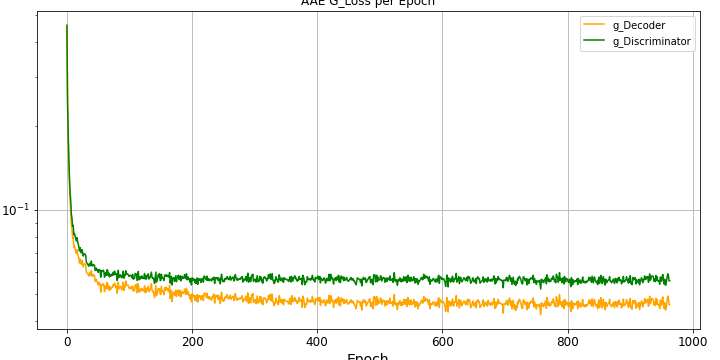 AAE G_Loss per Epoch
g_Decoder
g_Discriminator
10⁻¹
0 200 400 600 800 1000
Epoch